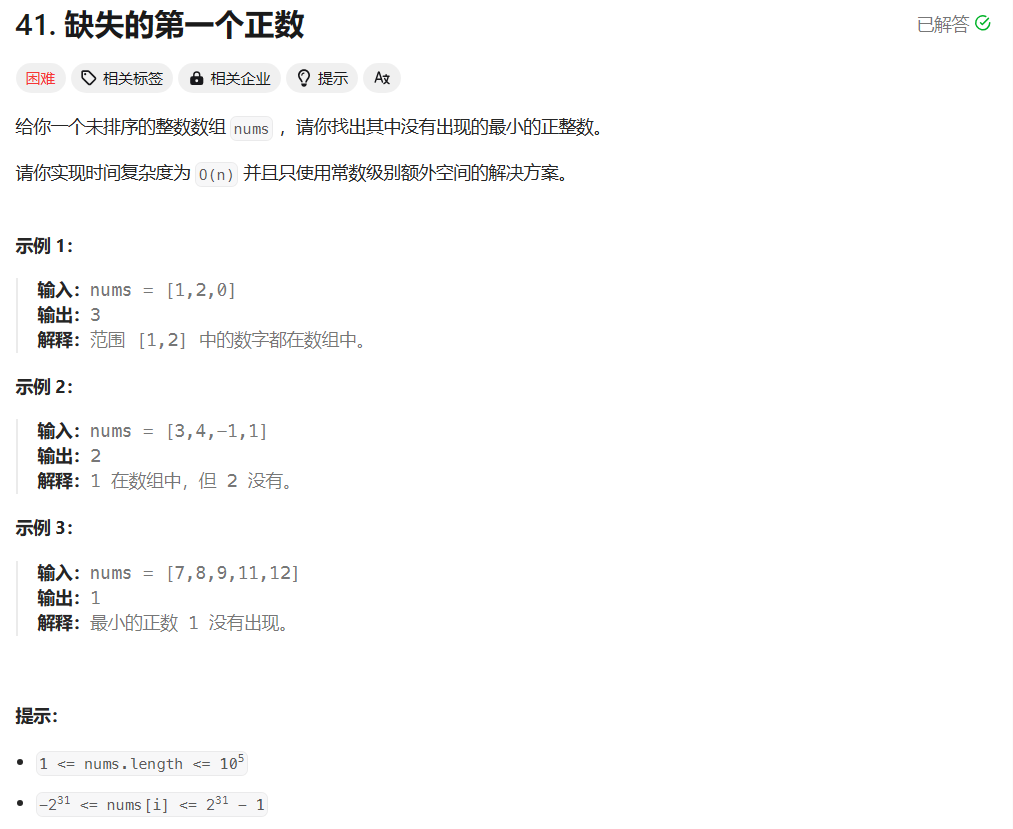 41. 缺失的第一个正数
已解答
困难 相关标签 相关企业 提示 Az
给你一个未排序的整数数组 nums ，请你找出其中没有出现的最小的正整数。
请你实现时间复杂度为 O(n) 并且只使用常数级别额外空间的解决方案。
示例 1：
输入：nums = [1,2,0]
输出：3
解释：范围 [1,2] 中的数字都在数组中。
示例 2：
输入：nums = [3,4,-1,1]
输出：2
解释：1 在数组中，但 2 没有。
示例 3：
输入：nums = [7,8,9,11,12]
输出：1
解释：最小的正数 1 没有出现。
提示：
• 1 <= nums.length <= 10⁵
• -2³¹ <= nums[i] <= 2³¹ - 1